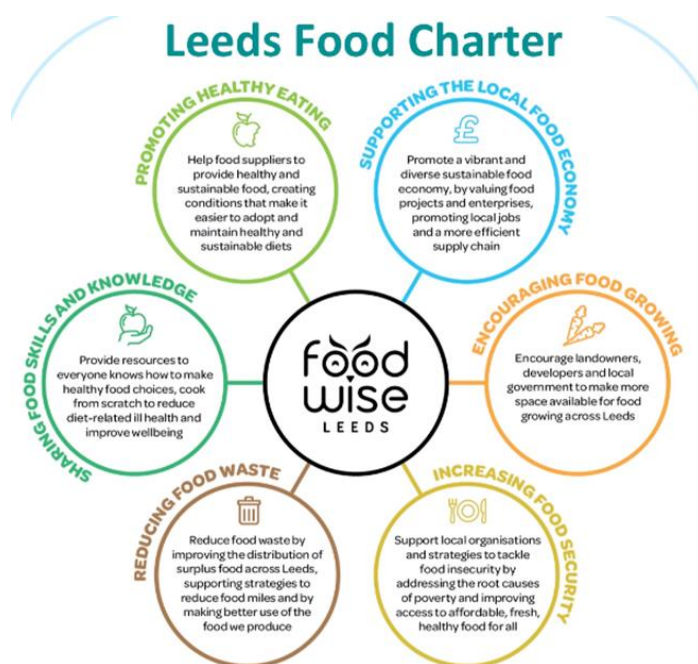 Leeds Food Charter
PROMOTING HEALTHY EATING
Help food suppliers to
provide healthy and
sustainable food, creating
conditions that make it
easier to adopt and
maintain healthy and
sustainable diets
SUPPORTING THE LOCAL FOOD ECONOMY
£
Promote a vibrant and
diverse sustainable food
economy, by valuing food
projects and enterprises,
promoting local jobs
and a more efficient
supply chain
SHARING FOOD SKILLS AND KNOWLEDGE
Provide resources to
everyone knows how to make
healthy food choices, cook
from scratch to reduce
diet-related ill health and
improve wellbeing
food
wise
LEEDS
ENCOURAGING FOOD GROWING
Encourage landowners,
developers and local
government to make more
space available for food
growing across Leeds
REDUCING FOOD WASTE
Reduce food waste by
improving the distribution of
surplus food across Leeds,
supporting strategies to
reduce food miles and by
making better use of the
food we produce
INCREASING FOOD SECURITY
Support local organisations
and strategies to tackle
food insecurity by
addressing the root causes
of poverty and improving
access to affordable, fresh,
healthy food for all